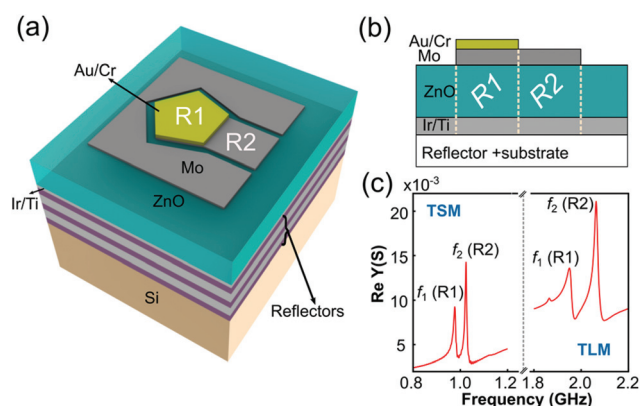 (a)
Au/Cr
R1
R2
Mo
ZnO
Ir/Ti
Si
Reflectors
(b)
Au/Cr
Mo
ZnO
R1
R2
Ir/Ti
Reflector +substrate
(c)
×10⁻³
20
15
10
5
Re Y(S)
TSM
f₂ (R2)
f₁ (R1)
f₂ (R2)
f₁ (R1)
TLM
0.8 1.0 1.2 1.8 2.0 2.2
Frequency (GHz)